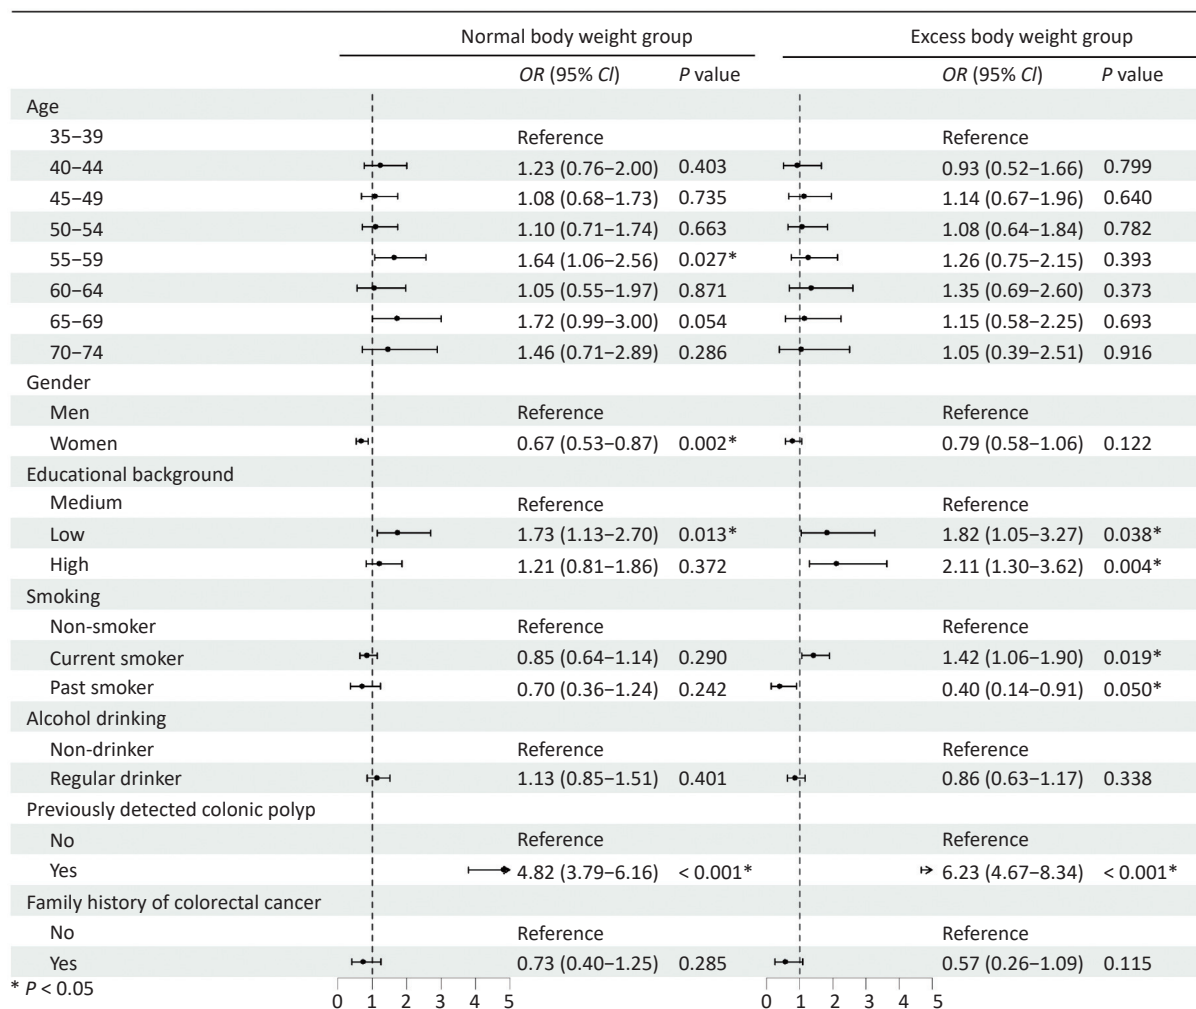 Normal body weight group Excess body weight group
OR (95% CI) P value OR (95% CI) P value
Age
35−39 Reference Reference
40−44 1.23 (0.76−2.00) 0.403 0.93 (0.52−1.66) 0.799
45−49 1.08 (0.68−1.73) 0.735 1.14 (0.67−1.96) 0.640
50−54 1.10 (0.71−1.74) 0.663 1.08 (0.64−1.84) 0.782
55−59 1.64 (1.06−2.56) 0.027* 1.26 (0.75−2.15) 0.393
60−64 1.05 (0.55−1.97) 0.871 1.35 (0.69−2.60) 0.373
65−69 1.72 (0.99−3.00) 0.054 1.15 (0.58−2.25) 0.693
70−74 1.46 (0.71−2.89) 0.286 1.05 (0.39−2.51) 0.916
Gender
Men Reference Reference
Women 0.67 (0.53−0.87) 0.002* 0.79 (0.58−1.06) 0.122
Educational background
Medium Reference Reference
Low 1.73 (1.13−2.70) 0.013* 1.82 (1.05−3.27) 0.038*
High 1.21 (0.81−1.86) 0.372 2.11 (1.30−3.62) 0.004*
Smoking
Non-smoker Reference Reference
Current smoker 0.85 (0.64−1.14) 0.290 1.42 (1.06−1.90) 0.019*
Past smoker 0.70 (0.36−1.24) 0.242 0.40 (0.14−0.91) 0.050*
Alcohol drinking
Non-drinker Reference Reference
Regular drinker 1.13 (0.85−1.51) 0.401 0.86 (0.63−1.17) 0.338
Previously detected colonic polyp
No Reference Reference
Yes 4.82 (3.79−6.16) < 0.001* 6.23 (4.67−8.34) < 0.001*
Family history of colorectal cancer
No Reference Reference
Yes 0.73 (0.40−1.25) 0.285 0.57 (0.26−1.09) 0.115
* P < 0.05
0 1 2 3 4 5 0 1 2 3 4 5